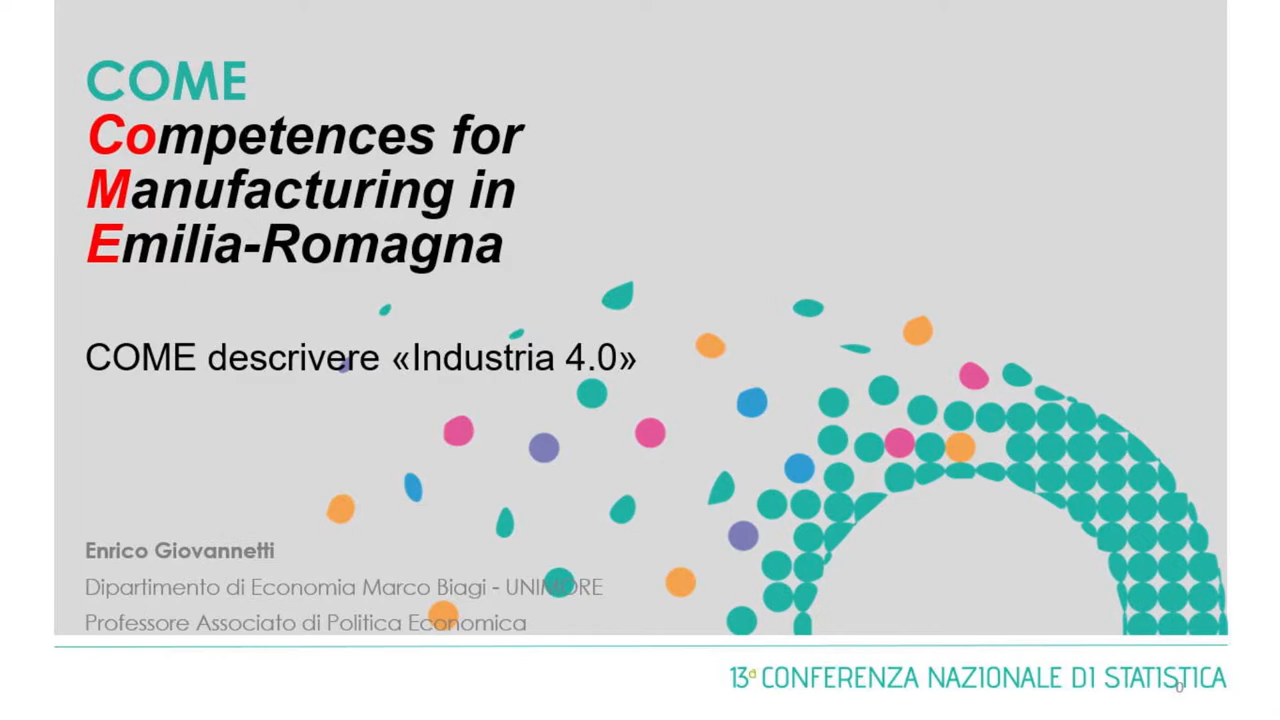 COME
Competences for
Manufacturing in
Emilia-Romagna
COME descrivere «Industria 4.0»
Enrico Giovannetti
Dipartimento di Economia Marco Biagi - UNIMORE
Professore Associato di Politica Economica
13ª CONFERENZA NAZIONALE DI STATISTICA
0